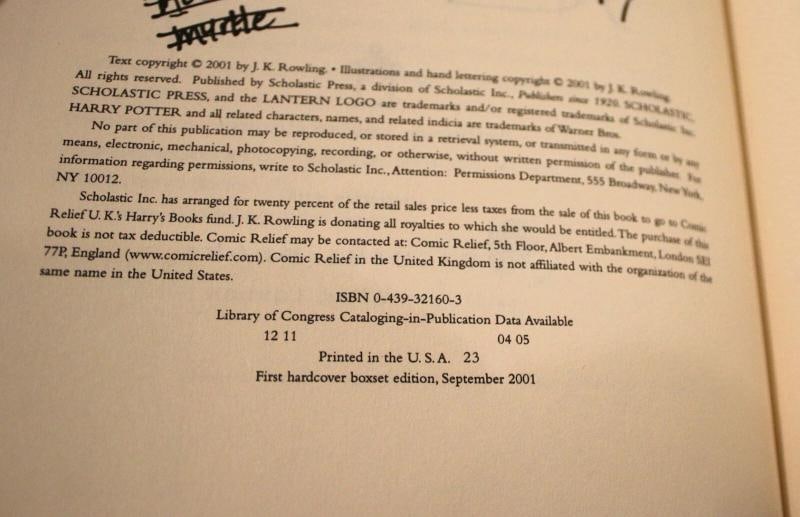 Myrtle
Text copyright © 2001 by J. K. Rowling. • Illustrations and hand lettering copyright © 2001 by J. K. Rowling.
All rights reserved. Published by Scholastic Press, a division of Scholastic Inc., Publishers since 1920. SCHOLASTIC,
SCHOLASTIC PRESS, and the LANTERN LOGO are trademarks and/or registered trademarks of Scholastic Inc.
HARRY POTTER and all related characters, names, and related indicia are trademarks of Warner Bros.
No part of this publication may be reproduced, or stored in a retrieval system, or transmitted in any form or by any
means, electronic, mechanical, photocopying, recording, or otherwise, without written permission of the publisher. For
information regarding permissions, write to Scholastic Inc., Attention: Permissions Department, 555 Broadway, New York,
NY 10012.
Scholastic Inc. has arranged for twenty percent of the retail sales price less taxes from the sale of this book to go to Comic
Relief U. K.'s Harry's Books fund. J. K. Rowling is donating all royalties to which she would be entitled. The purchase of this
book is not tax deductible. Comic Relief may be contacted at: Comic Relief, 5th Floor, Albert Embankment, London SE1
77P, England (www.comicrelief.com). Comic Relief in the United Kingdom is not affiliated with the organization of the
same name in the United States.
ISBN 0-439-32160-3
Library of Congress Cataloging-in-Publication Data Available
12 11 04 05
Printed in the U. S. A. 23
First hardcover boxset edition, September 2001